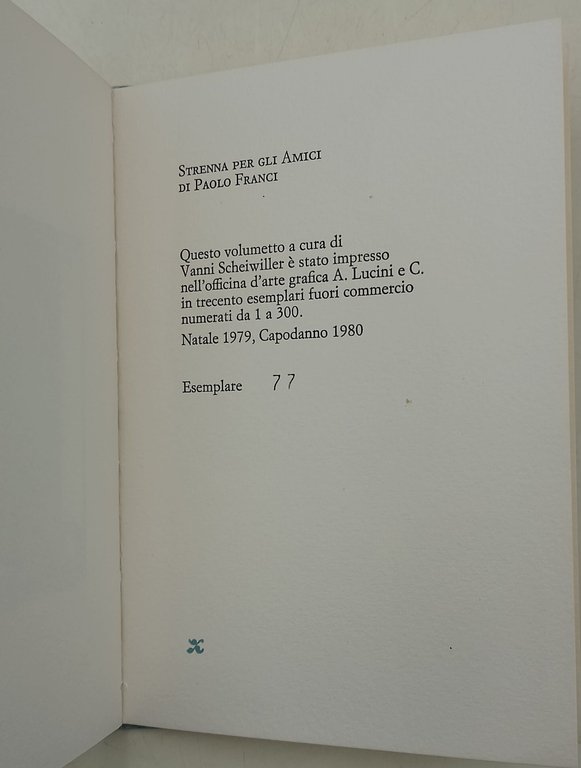 STRENNA PER GLI AMICI
DI PAOLO FRANCI
Questo volumetto a cura di
Vanni Scheiwiller è stato impresso
nell'officina d'arte grafica A. Lucini e C.
in trecento esemplari fuori commercio
numerati da 1 a 300.
Natale 1979, Capodanno 1980
Esemplare 77